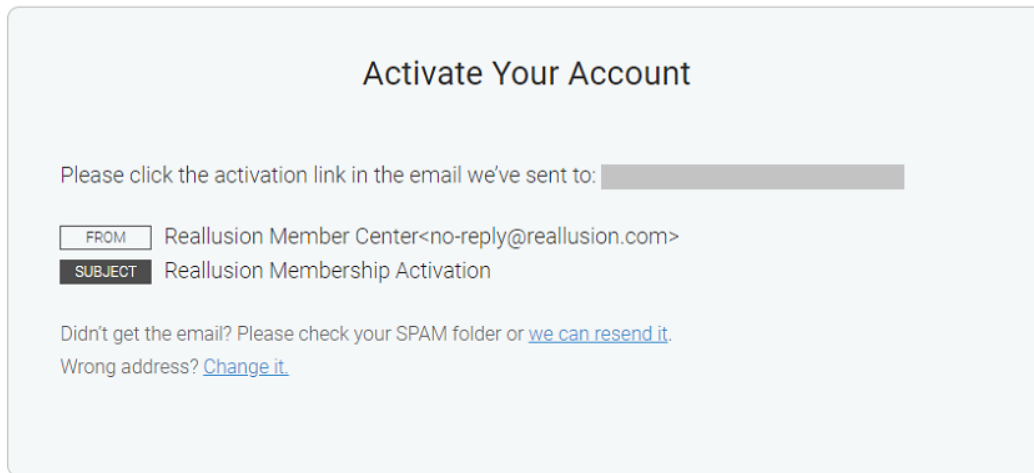 Activate Your Account
Please click the activation link in the email we've sent to:
FROM Reallusion Member Center<no-reply@reallusion.com>
SUBJECT Reallusion Membership Activation
Didn't get the email? Please check your SPAM folder or we can resend it.
Wrong address? Change it.